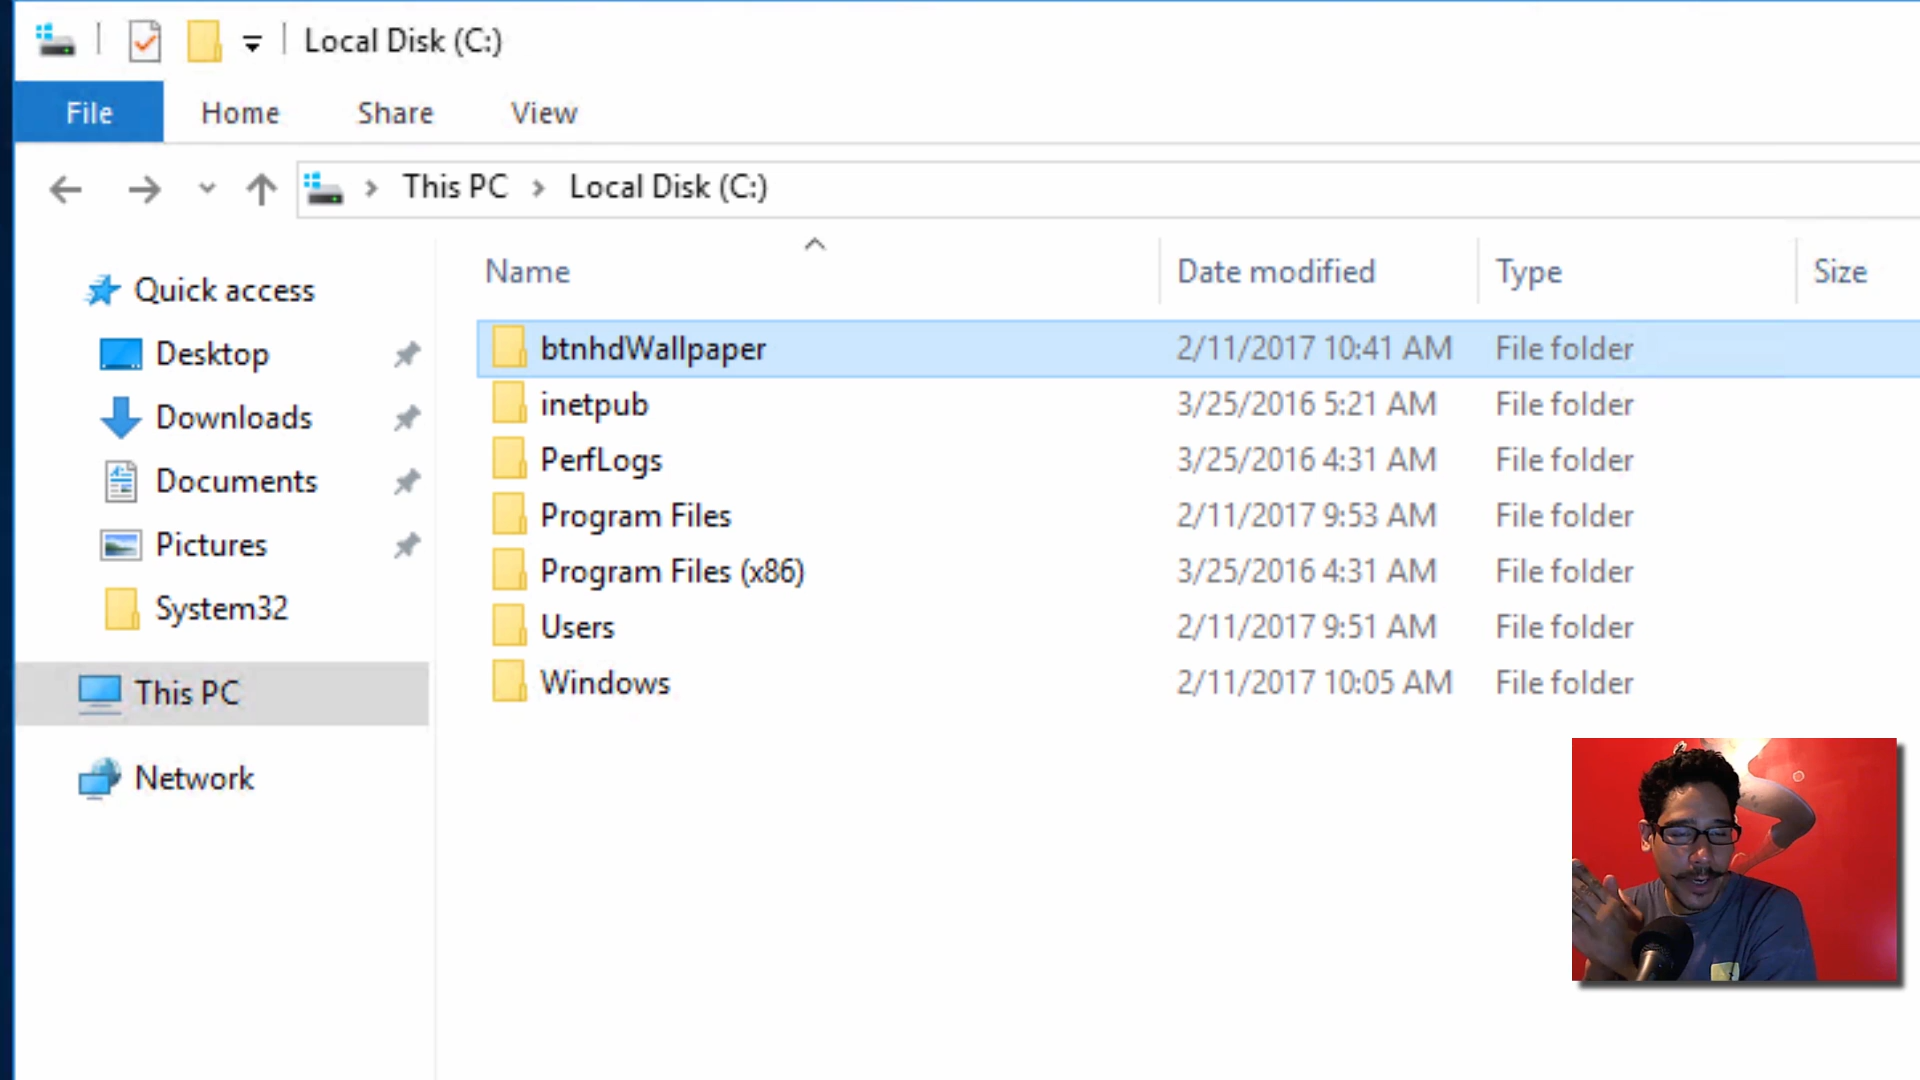 Local Disk (C:)
File Home Share View
This PC Local Disk (C:)
Name Date modified Type Size
Quick access
Desktop
Downloads
Documents
Pictures
System32
This PC
Network
btnhdWallpaper 2/11/2017 10:41 AM File folder
inetpub 3/25/2016 5:21 AM File folder
PerfLogs 3/25/2016 4:31 AM File folder
Program Files 2/11/2017 9:53 AM File folder
Program Files (x86) 3/25/2016 4:31 AM File folder
Users 2/11/2017 9:51 AM File folder
Windows 2/11/2017 10:05 AM File folder